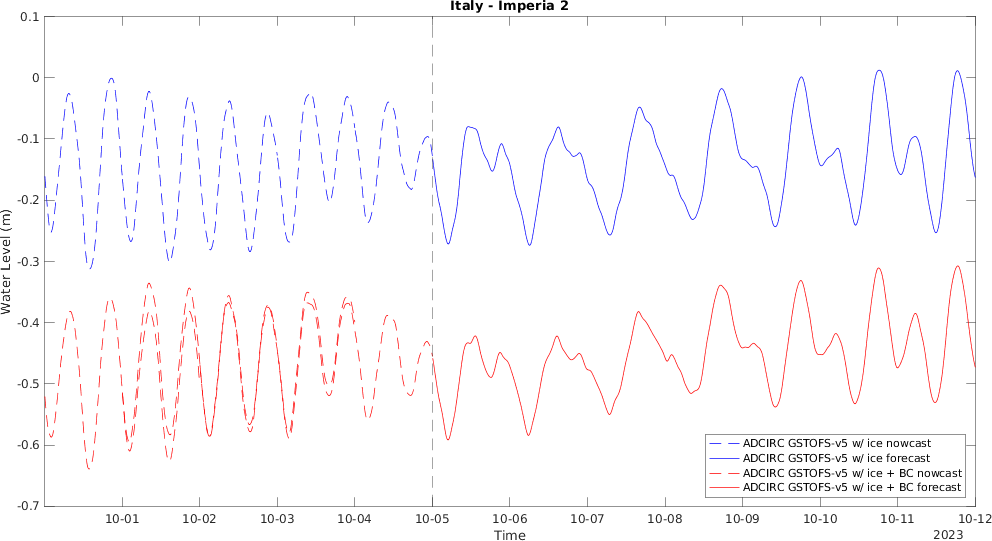 Italy - Imperia 2
0.1
0
-0.1
-0.2
-0.3
-0.4
-0.5
-0.6
-0.7
Water Level (m)
ADCIRC GSTOFS-v5 w/ ice nowcast
ADCIRC GSTOFS-v5 w/ ice forecast
ADCIRC GSTOFS-v5 w/ ice + BC nowcast
ADCIRC GSTOFS-v5 w/ ice + BC forecast
10-01 10-02 10-03 10-04 10-05 10-06 10-07 10-08 10-09 10-10 10-11 10-12
Time
2023